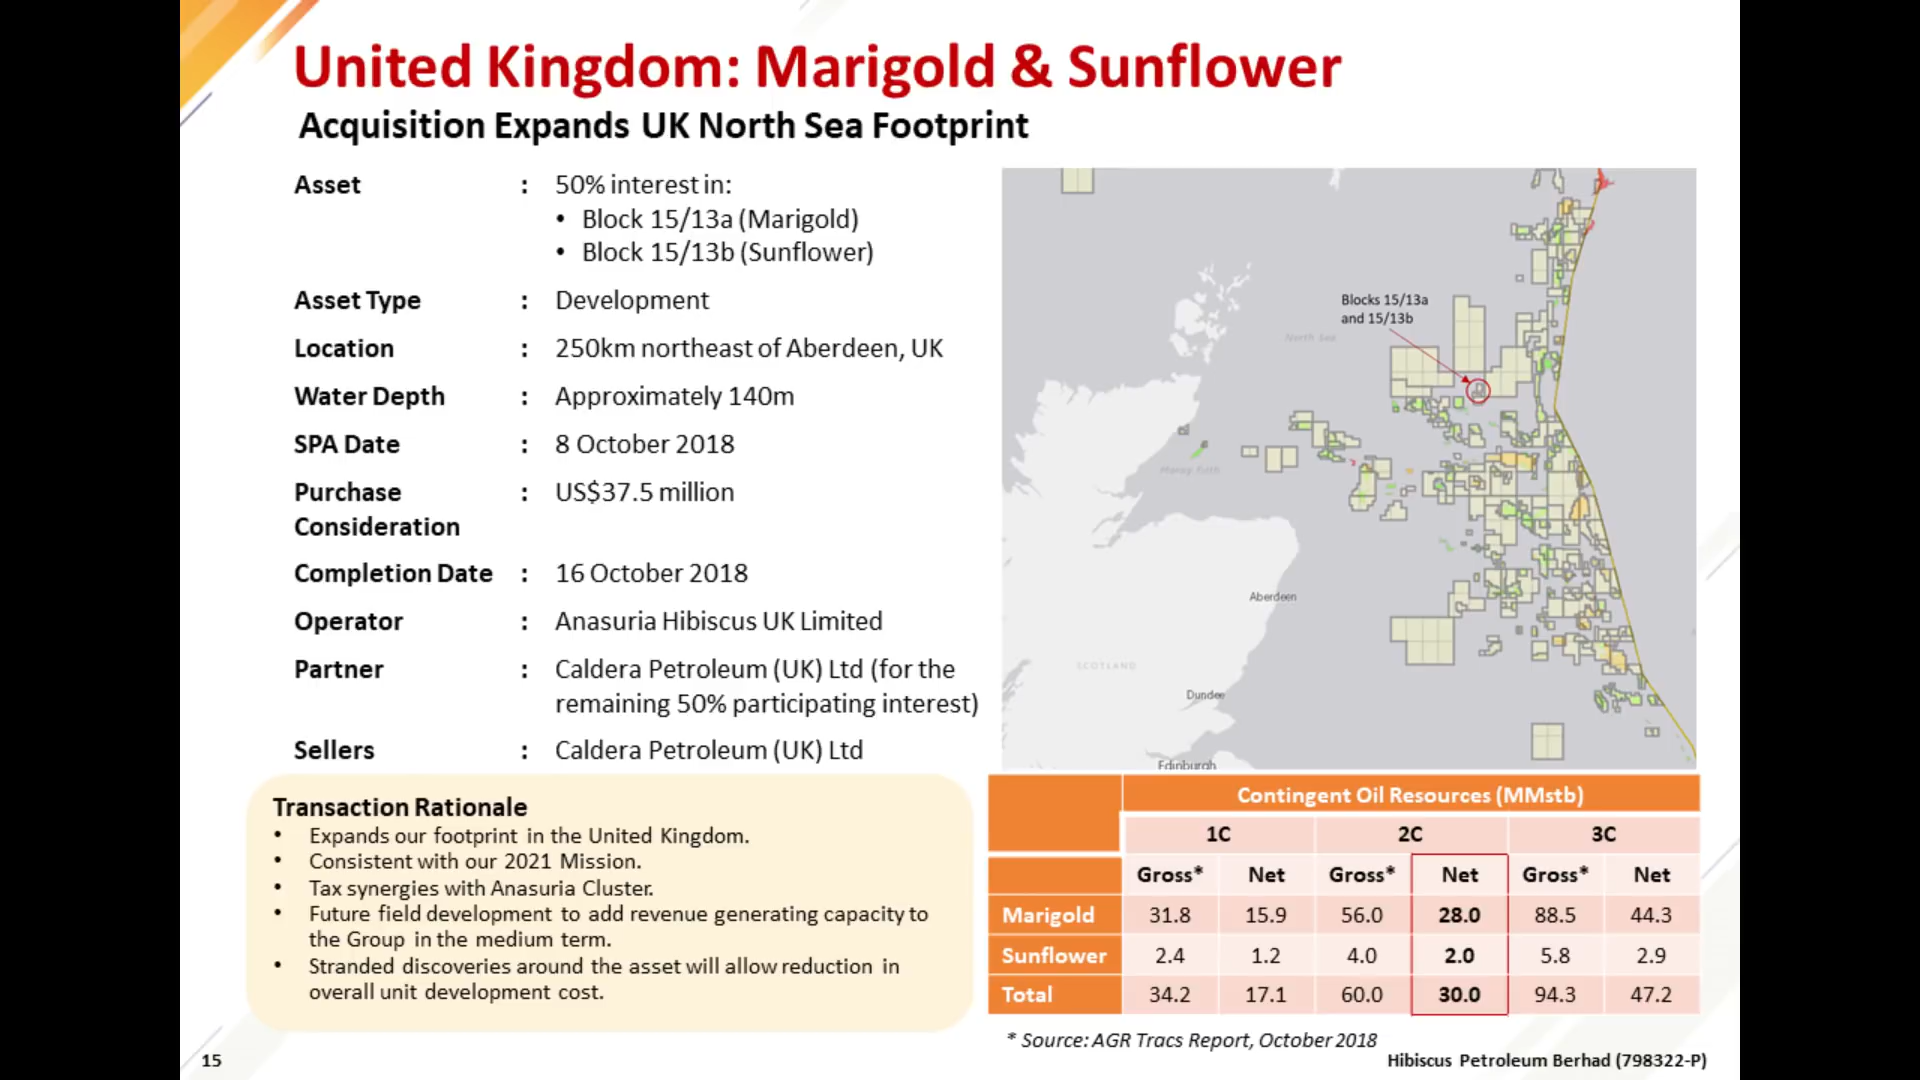 United Kingdom: Marigold & Sunflower
Acquisition Expands UK North Sea Footprint
Asset : 50% interest in:
• Block 15/13a (Marigold)
• Block 15/13b (Sunflower)
Asset Type : Development
Location : 250km northeast of Aberdeen, UK
Water Depth : Approximately 140m
SPA Date : 8 October 2018
Purchase : US$37.5 million
Consideration
Completion Date : 16 October 2018
Operator : Anasuria Hibiscus UK Limited
Partner : Caldera Petroleum (UK) Ltd (for the
remaining 50% participating interest)
Sellers : Caldera Petroleum (UK) Ltd
Blocks 15/13a
and 15/13b
North Sea
Moray Firth
Aberdeen
SCOTLAND
Dundee
Edinburgh
Transaction Rationale
• Expands our footprint in the United Kingdom.
• Consistent with our 2021 Mission.
• Tax synergies with Anasuria Cluster.
• Future field development to add revenue generating capacity to
the Group in the medium term.
• Stranded discoveries around the asset will allow reduction in
overall unit development cost.
Contingent Oil Resources (MMstb)
1C 2C 3C
Gross* Net Gross* Net Gross* Net
Marigold 31.8 15.9 56.0 28.0 88.5 44.3
Sunflower 2.4 1.2 4.0 2.0 5.8 2.9
Total 34.2 17.1 60.0 30.0 94.3 47.2
* Source: AGR Tracs Report, October 2018
15
Hibiscus Petroleum Berhad (798322-P)